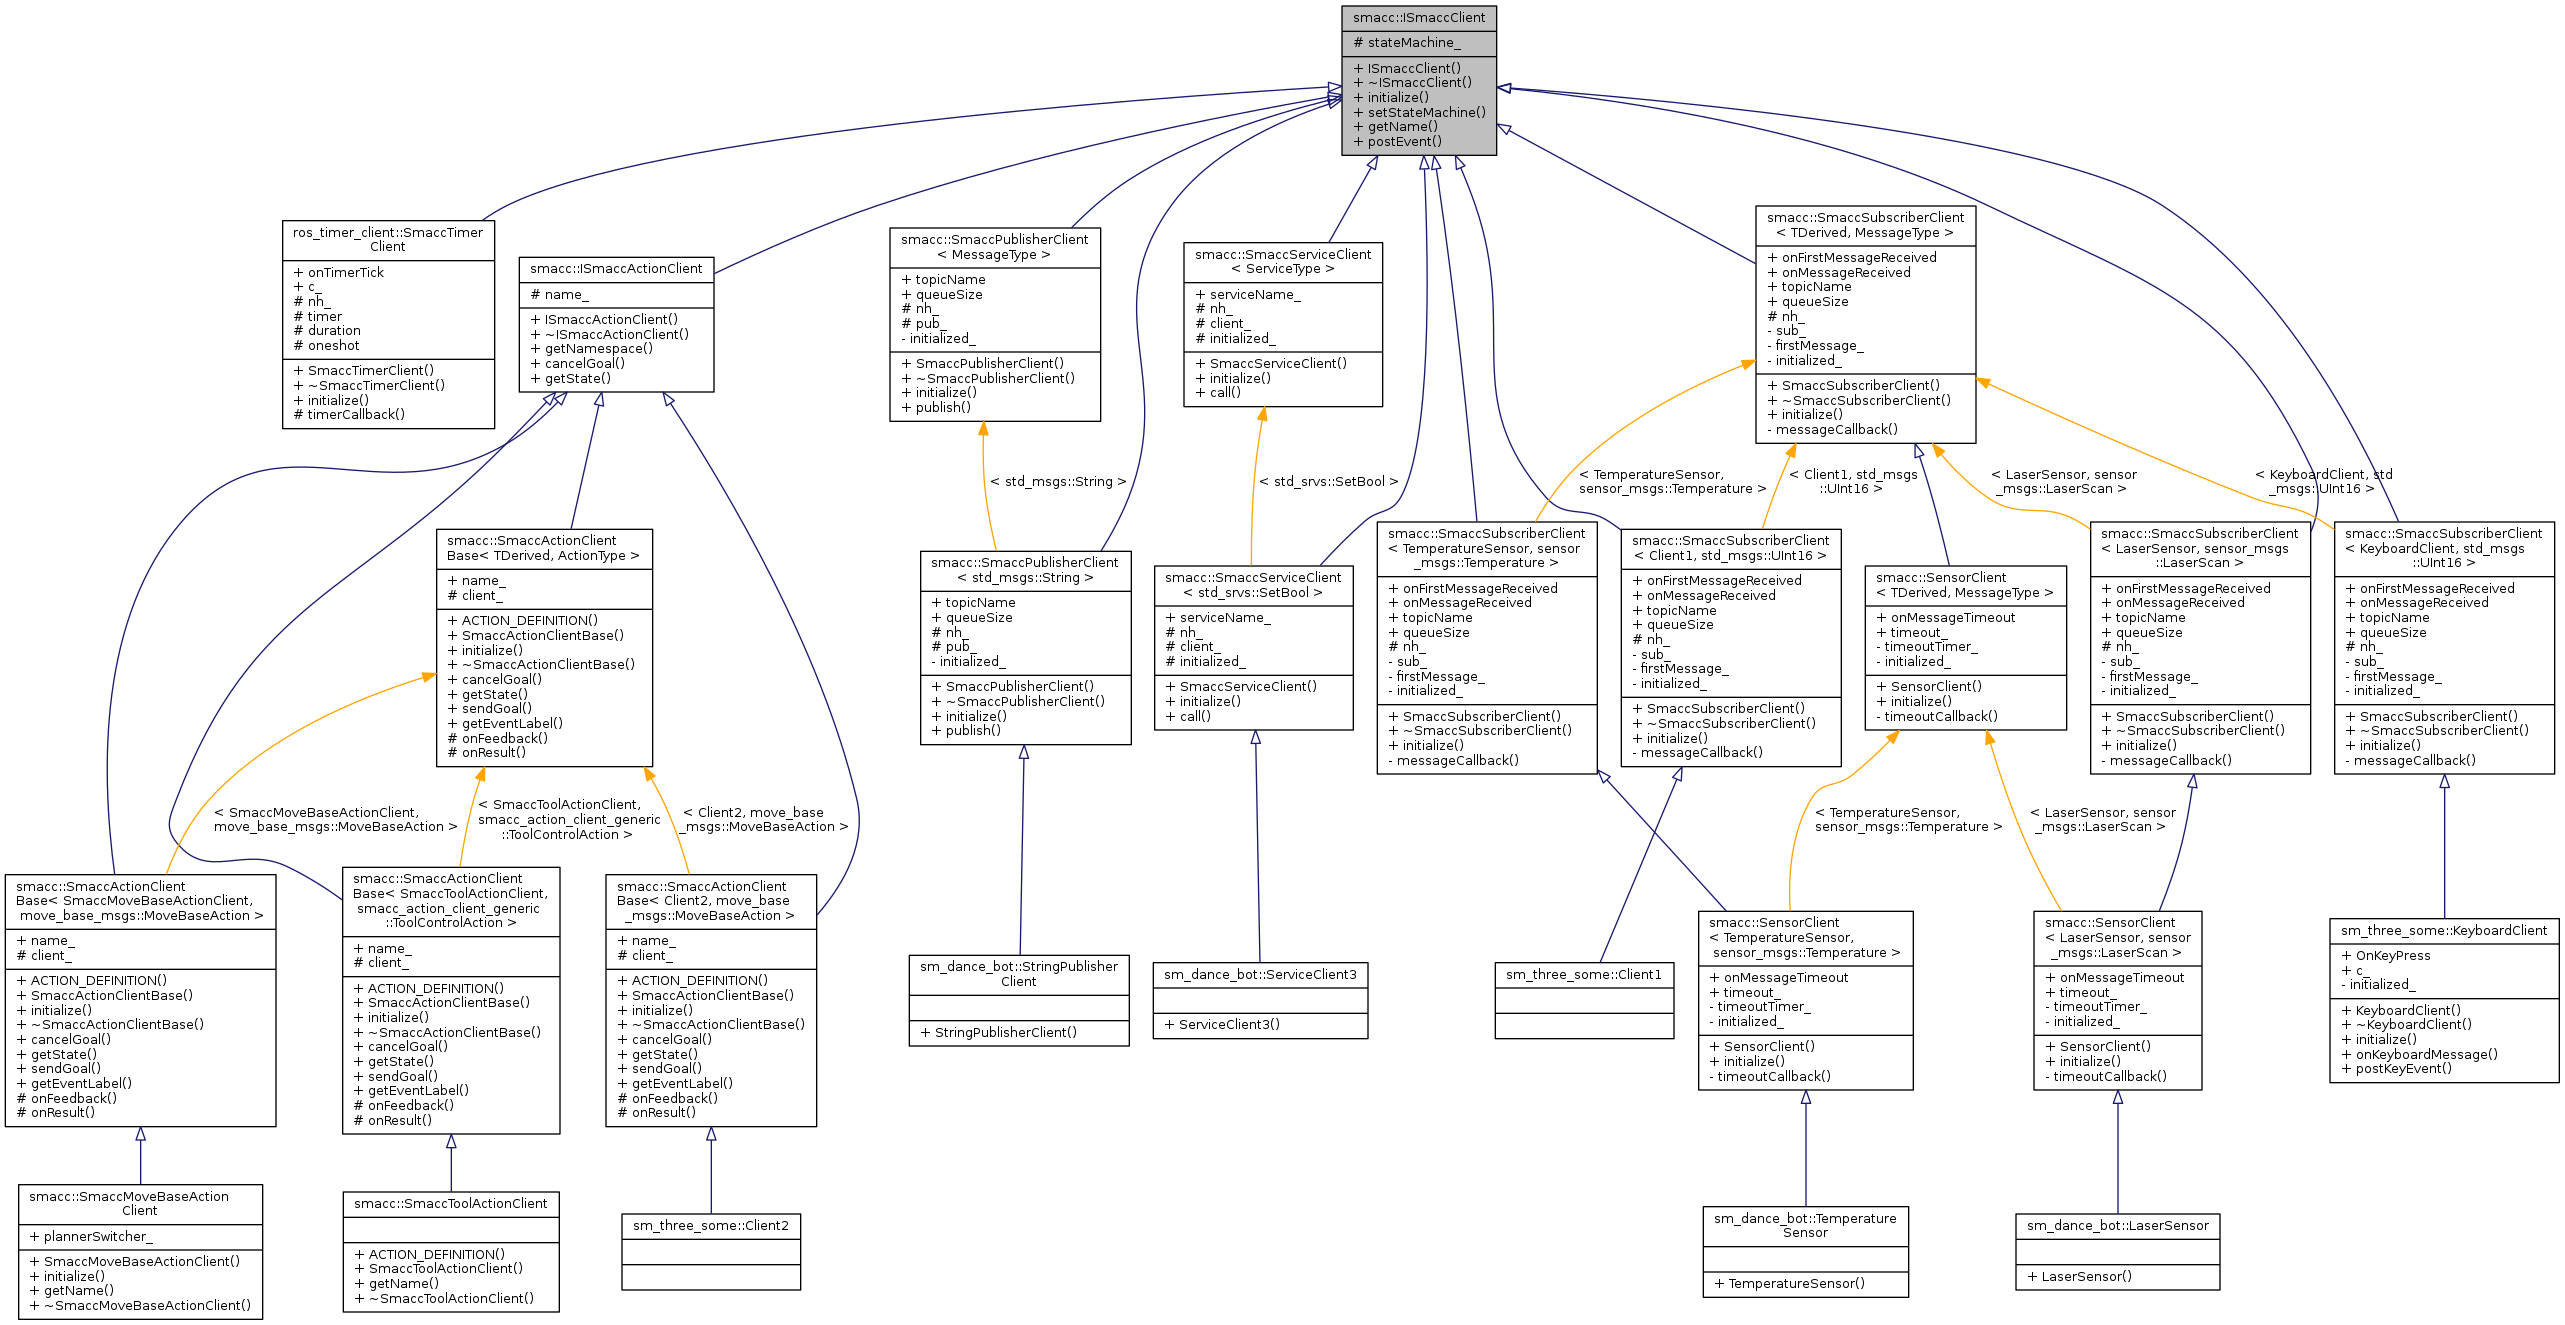 smacc::ISmaccClient
# stateMachine_
+ ISmaccClient()
+ ~ISmaccClient()
+ initialize()
+ setStateMachine()
+ getName()
+ postEvent()
ros_timer_client::SmaccTimer
Client
+ onTimerTick
+ c_
# nh_
# timer
# duration
# oneshot
+ SmaccTimerClient()
+ ~SmaccTimerClient()
+ initialize()
# timerCallback()
smacc::ISmaccActionClient
# name_
+ ISmaccActionClient()
+ ~ISmaccActionClient()
+ getNamespace()
+ cancelGoal()
+ getState()
smacc::SmaccPublisherClient
< MessageType >
+ topicName
+ queueSize
# nh_
# pub_
- initialized_
+ SmaccPublisherClient()
+ ~SmaccPublisherClient()
+ initialize()
+ publish()
smacc::SmaccServiceClient
< ServiceType >
+ serviceName_
# nh_
# client_
# initialized_
+ SmaccServiceClient()
+ initialize()
+ call()
smacc::SmaccSubscriberClient
< TDerived, MessageType >
+ onFirstMessageReceived
+ onMessageReceived
+ topicName
+ queueSize
# nh_
- sub_
- firstMessage_
- initialized_
+ SmaccSubscriberClient()
+ ~SmaccSubscriberClient()
+ initialize()
- messageCallback()
< std_msgs::String >
< std_srvs::SetBool >
< TemperatureSensor,
sensor_msgs::Temperature >
< Client1, std_msgs
::UInt16 >
< LaserSensor, sensor
_msgs::LaserScan >
< KeyboardClient, std
_msgs::UInt16 >
smacc::SmaccActionClient
Base< TDerived, ActionType >
+ name_
# client_
+ ACTION_DEFINITION()
+ SmaccActionClientBase()
+ initialize()
+ ~SmaccActionClientBase()
+ cancelGoal()
+ getState()
+ sendGoal()
+ getEventLabel()
# onFeedback()
# onResult()
smacc::SmaccPublisherClient
< std_msgs::String >
+ topicName
+ queueSize
# nh_
# pub_
- initialized_
+ SmaccPublisherClient()
+ ~SmaccPublisherClient()
+ initialize()
+ publish()
smacc::SmaccServiceClient
< std_srvs::SetBool >
+ serviceName_
# nh_
# client_
# initialized_
+ SmaccServiceClient()
+ initialize()
+ call()
smacc::SmaccSubscriberClient
< TemperatureSensor, sensor
_msgs::Temperature >
+ onFirstMessageReceived
+ onMessageReceived
+ topicName
+ queueSize
# nh_
- sub_
- firstMessage_
- initialized_
+ SmaccSubscriberClient()
+ ~SmaccSubscriberClient()
+ initialize()
- messageCallback()
smacc::SmaccSubscriberClient
< Client1, std_msgs::UInt16 >
+ onFirstMessageReceived
+ onMessageReceived
+ topicName
+ queueSize
# nh_
- sub_
- firstMessage_
- initialized_
+ SmaccSubscriberClient()
+ ~SmaccSubscriberClient()
+ initialize()
- messageCallback()
smacc::SensorClient
< TDerived, MessageType >
+ onMessageTimeout
+ timeout_
- timeoutTimer_
- initialized_
+ SensorClient()
+ initialize()
- timeoutCallback()
smacc::SmaccSubscriberClient
< LaserSensor, sensor_msgs
::LaserScan >
+ onFirstMessageReceived
+ onMessageReceived
+ topicName
+ queueSize
# nh_
- sub_
- firstMessage_
- initialized_
+ SmaccSubscriberClient()
+ ~SmaccSubscriberClient()
+ initialize()
- messageCallback()
smacc::SmaccSubscriberClient
< KeyboardClient, std_msgs
::UInt16 >
+ onFirstMessageReceived
+ onMessageReceived
+ topicName
+ queueSize
# nh_
- sub_
- firstMessage_
- initialized_
+ SmaccSubscriberClient()
+ ~SmaccSubscriberClient()
+ initialize()
- messageCallback()
< SmaccMoveBaseActionClient,
move_base_msgs::MoveBaseAction >
< SmaccToolActionClient,
smacc_action_client_generic
::ToolControlAction >
< Client2, move_base
_msgs::MoveBaseAction >
< TemperatureSensor,
sensor_msgs::Temperature >
< LaserSensor, sensor
_msgs::LaserScan >
smacc::SmaccActionClient
Base< SmaccMoveBaseActionClient,
move_base_msgs::MoveBaseAction >
+ name_
# client_
+ ACTION_DEFINITION()
+ SmaccActionClientBase()
+ initialize()
+ ~SmaccActionClientBase()
+ cancelGoal()
+ getState()
+ sendGoal()
+ getEventLabel()
# onFeedback()
# onResult()
smacc::SmaccActionClient
Base< SmaccToolActionClient,
smacc_action_client_generic
::ToolControlAction >
+ name_
# client_
+ ACTION_DEFINITION()
+ SmaccActionClientBase()
+ initialize()
+ ~SmaccActionClientBase()
+ cancelGoal()
+ getState()
+ sendGoal()
+ getEventLabel()
# onFeedback()
# onResult()
smacc::SmaccActionClient
Base< Client2, move_base
_msgs::MoveBaseAction >
+ name_
# client_
+ ACTION_DEFINITION()
+ SmaccActionClientBase()
+ initialize()
+ ~SmaccActionClientBase()
+ cancelGoal()
+ getState()
+ sendGoal()
+ getEventLabel()
# onFeedback()
# onResult()
sm_dance_bot::StringPublisher
Client
+ StringPublisherClient()
sm_dance_bot::ServiceClient3
+ ServiceClient3()
sm_three_some::Client1
smacc::SensorClient
< TemperatureSensor,
sensor_msgs::Temperature >
+ onMessageTimeout
+ timeout_
- timeoutTimer_
- initialized_
+ SensorClient()
+ initialize()
- timeoutCallback()
smacc::SensorClient
< LaserSensor, sensor
_msgs::LaserScan >
+ onMessageTimeout
+ timeout_
- timeoutTimer_
- initialized_
+ SensorClient()
+ initialize()
- timeoutCallback()
sm_three_some::KeyboardClient
+ OnKeyPress
+ c_
- initialized_
+ KeyboardClient()
+ ~KeyboardClient()
+ initialize()
+ onKeyboardMessage()
+ postKeyEvent()
smacc::SmaccMoveBaseAction
Client
+ plannerSwitcher_
+ SmaccMoveBaseActionClient()
+ initialize()
+ getName()
+ ~SmaccMoveBaseActionClient()
smacc::SmaccToolActionClient
+ ACTION_DEFINITION()
+ SmaccToolActionClient()
+ getName()
+ ~SmaccToolActionClient()
sm_three_some::Client2
sm_dance_bot::Temperature
Sensor
+ TemperatureSensor()
sm_dance_bot::LaserSensor
+ LaserSensor()